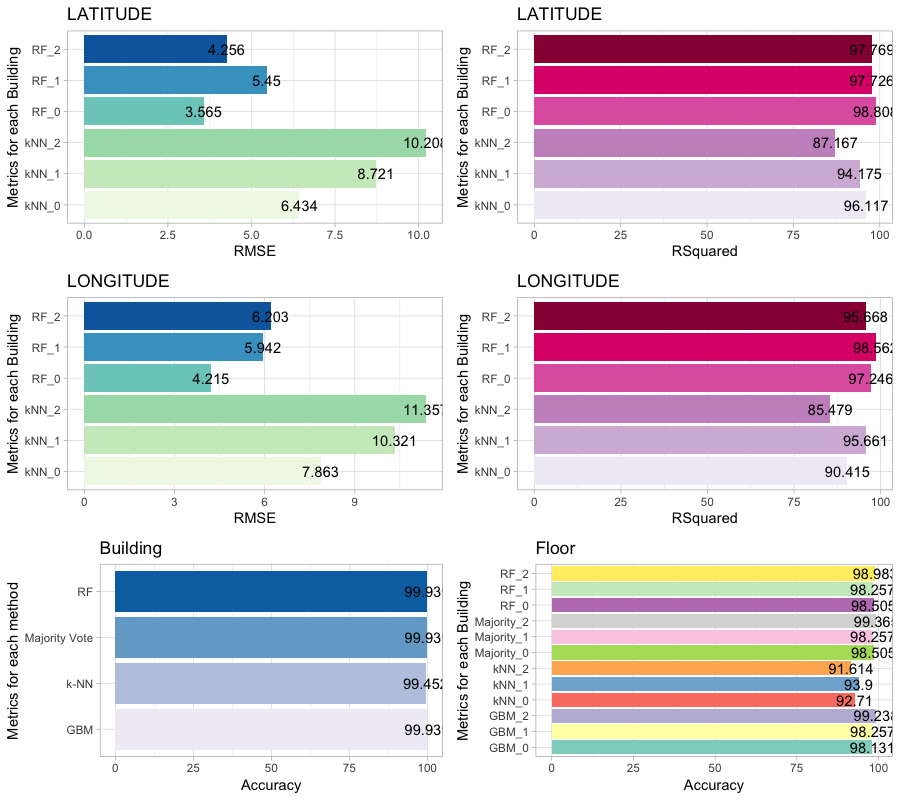 LATITUDE
Metrics for each Building
RF_2
4.256
RF_1
5.45
RF_0
3.565
kNN_2
10.208
kNN_1
8.721
kNN_0
6.434
0.0 2.5 5.0 7.5 10.0
RMSE
LATITUDE
Metrics for each Building
RF_2
97.769
RF_1
97.726
RF_0
98.808
kNN_2
87.167
kNN_1
94.175
kNN_0
96.117
0 25 50 75 100
RSquared
LONGITUDE
Metrics for each Building
RF_2
6.203
RF_1
5.942
RF_0
4.215
kNN_2
11.357
kNN_1
10.321
kNN_0
7.863
0 3 6 9
RMSE
LONGITUDE
Metrics for each Building
RF_2
95.668
RF_1
98.562
RF_0
97.246
kNN_2
85.479
kNN_1
95.661
kNN_0
90.415
0 25 50 75 100
RSquared
Building
Metrics for each method
RF
99.93
Majority Vote
99.93
k-NN
99.452
GBM
99.93
0 25 50 75 100
Accuracy
Floor
Metrics for each Building
RF_2
98.983
RF_1
98.257
RF_0
98.505
Majority_2
99.365
Majority_1
98.257
Majority_0
98.505
kNN_2
91.614
kNN_1
93.9
kNN_0
92.71
GBM_2
99.238
GBM_1
98.257
GBM_0
98.131
0 25 50 75 100
Accuracy